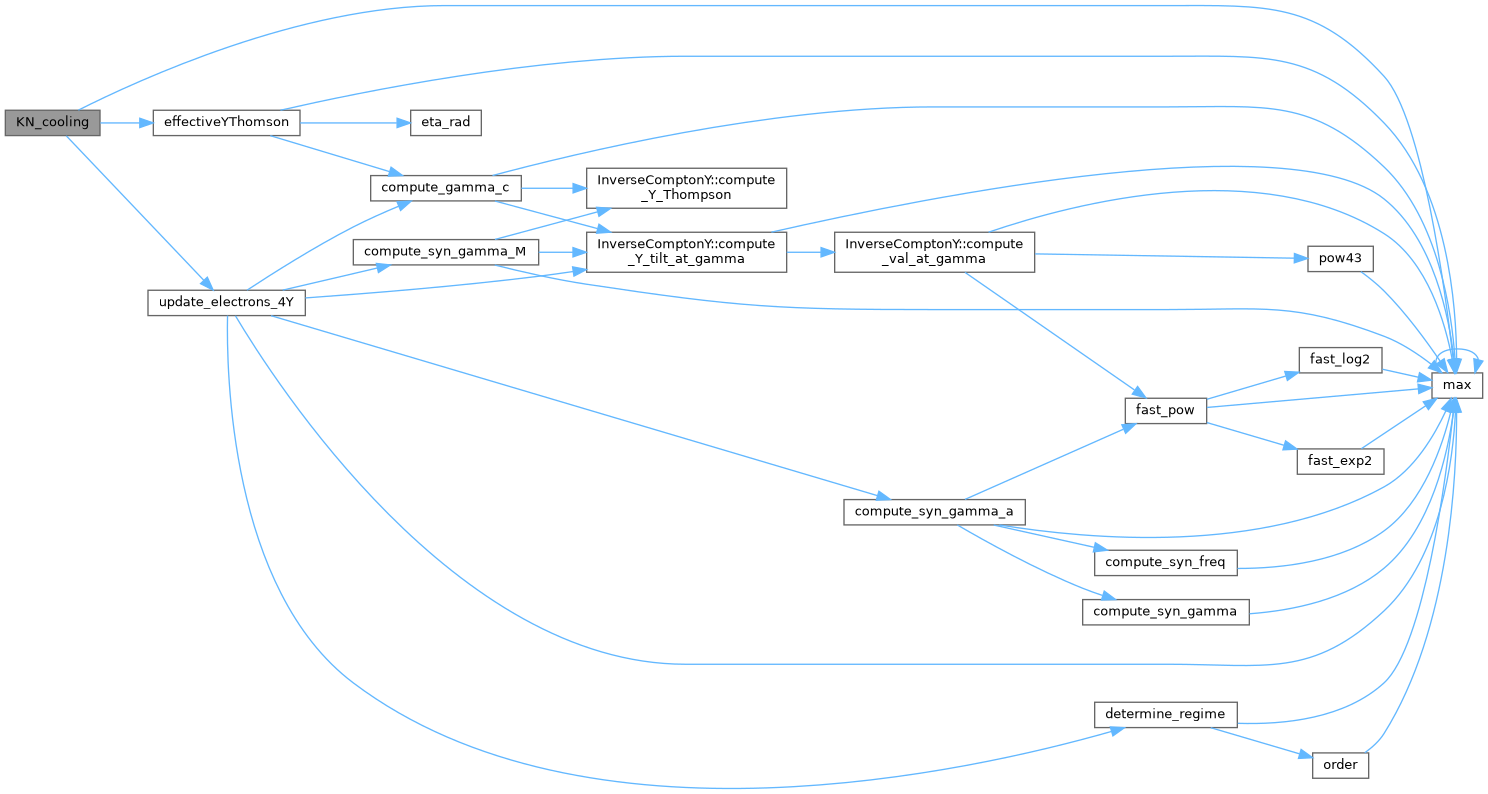 KN_cooling
effectiveYThomson
eta_rad
compute_gamma_c
InverseComptonY::compute
_Y_Thompson
compute_syn_gamma_M
InverseComptonY::compute
_Y_tilt_at_gamma
InverseComptonY::compute
_val_at_gamma
pow43
update_electrons_4Y
fast_log2
max
fast_pow
fast_exp2
compute_syn_gamma_a
compute_syn_freq
compute_syn_gamma
determine_regime
order